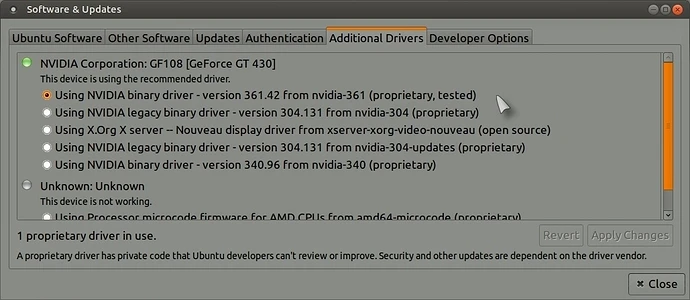 Software & Updates
Ubuntu Software Other Software Updates Authentication Additional Drivers Developer Options
NVIDIA Corporation: GF108 [GeForce GT 430]
This device is using the recommended driver.
Using NVIDIA binary driver - version 361.42 from nvidia-361 (proprietary, tested)
Using NVIDIA legacy binary driver - version 304.131 from nvidia-304 (proprietary)
Using X.Org X server -- Nouveau display driver from xserver-xorg-video-nouveau (open source)
Using NVIDIA legacy binary driver - version 304.131 from nvidia-304-updates (proprietary)
Using NVIDIA binary driver - version 340.96 from nvidia-340 (proprietary)
Unknown: Unknown
This device is not working.
Using Processor microcode firmware for AMD CPUs from amd64-microcode (proprietary)
1 proprietary driver in use.
Revert Apply Changes
A proprietary driver has private code that Ubuntu developers can't review or improve. Security and other updates are dependent on the driver vendor.
Close